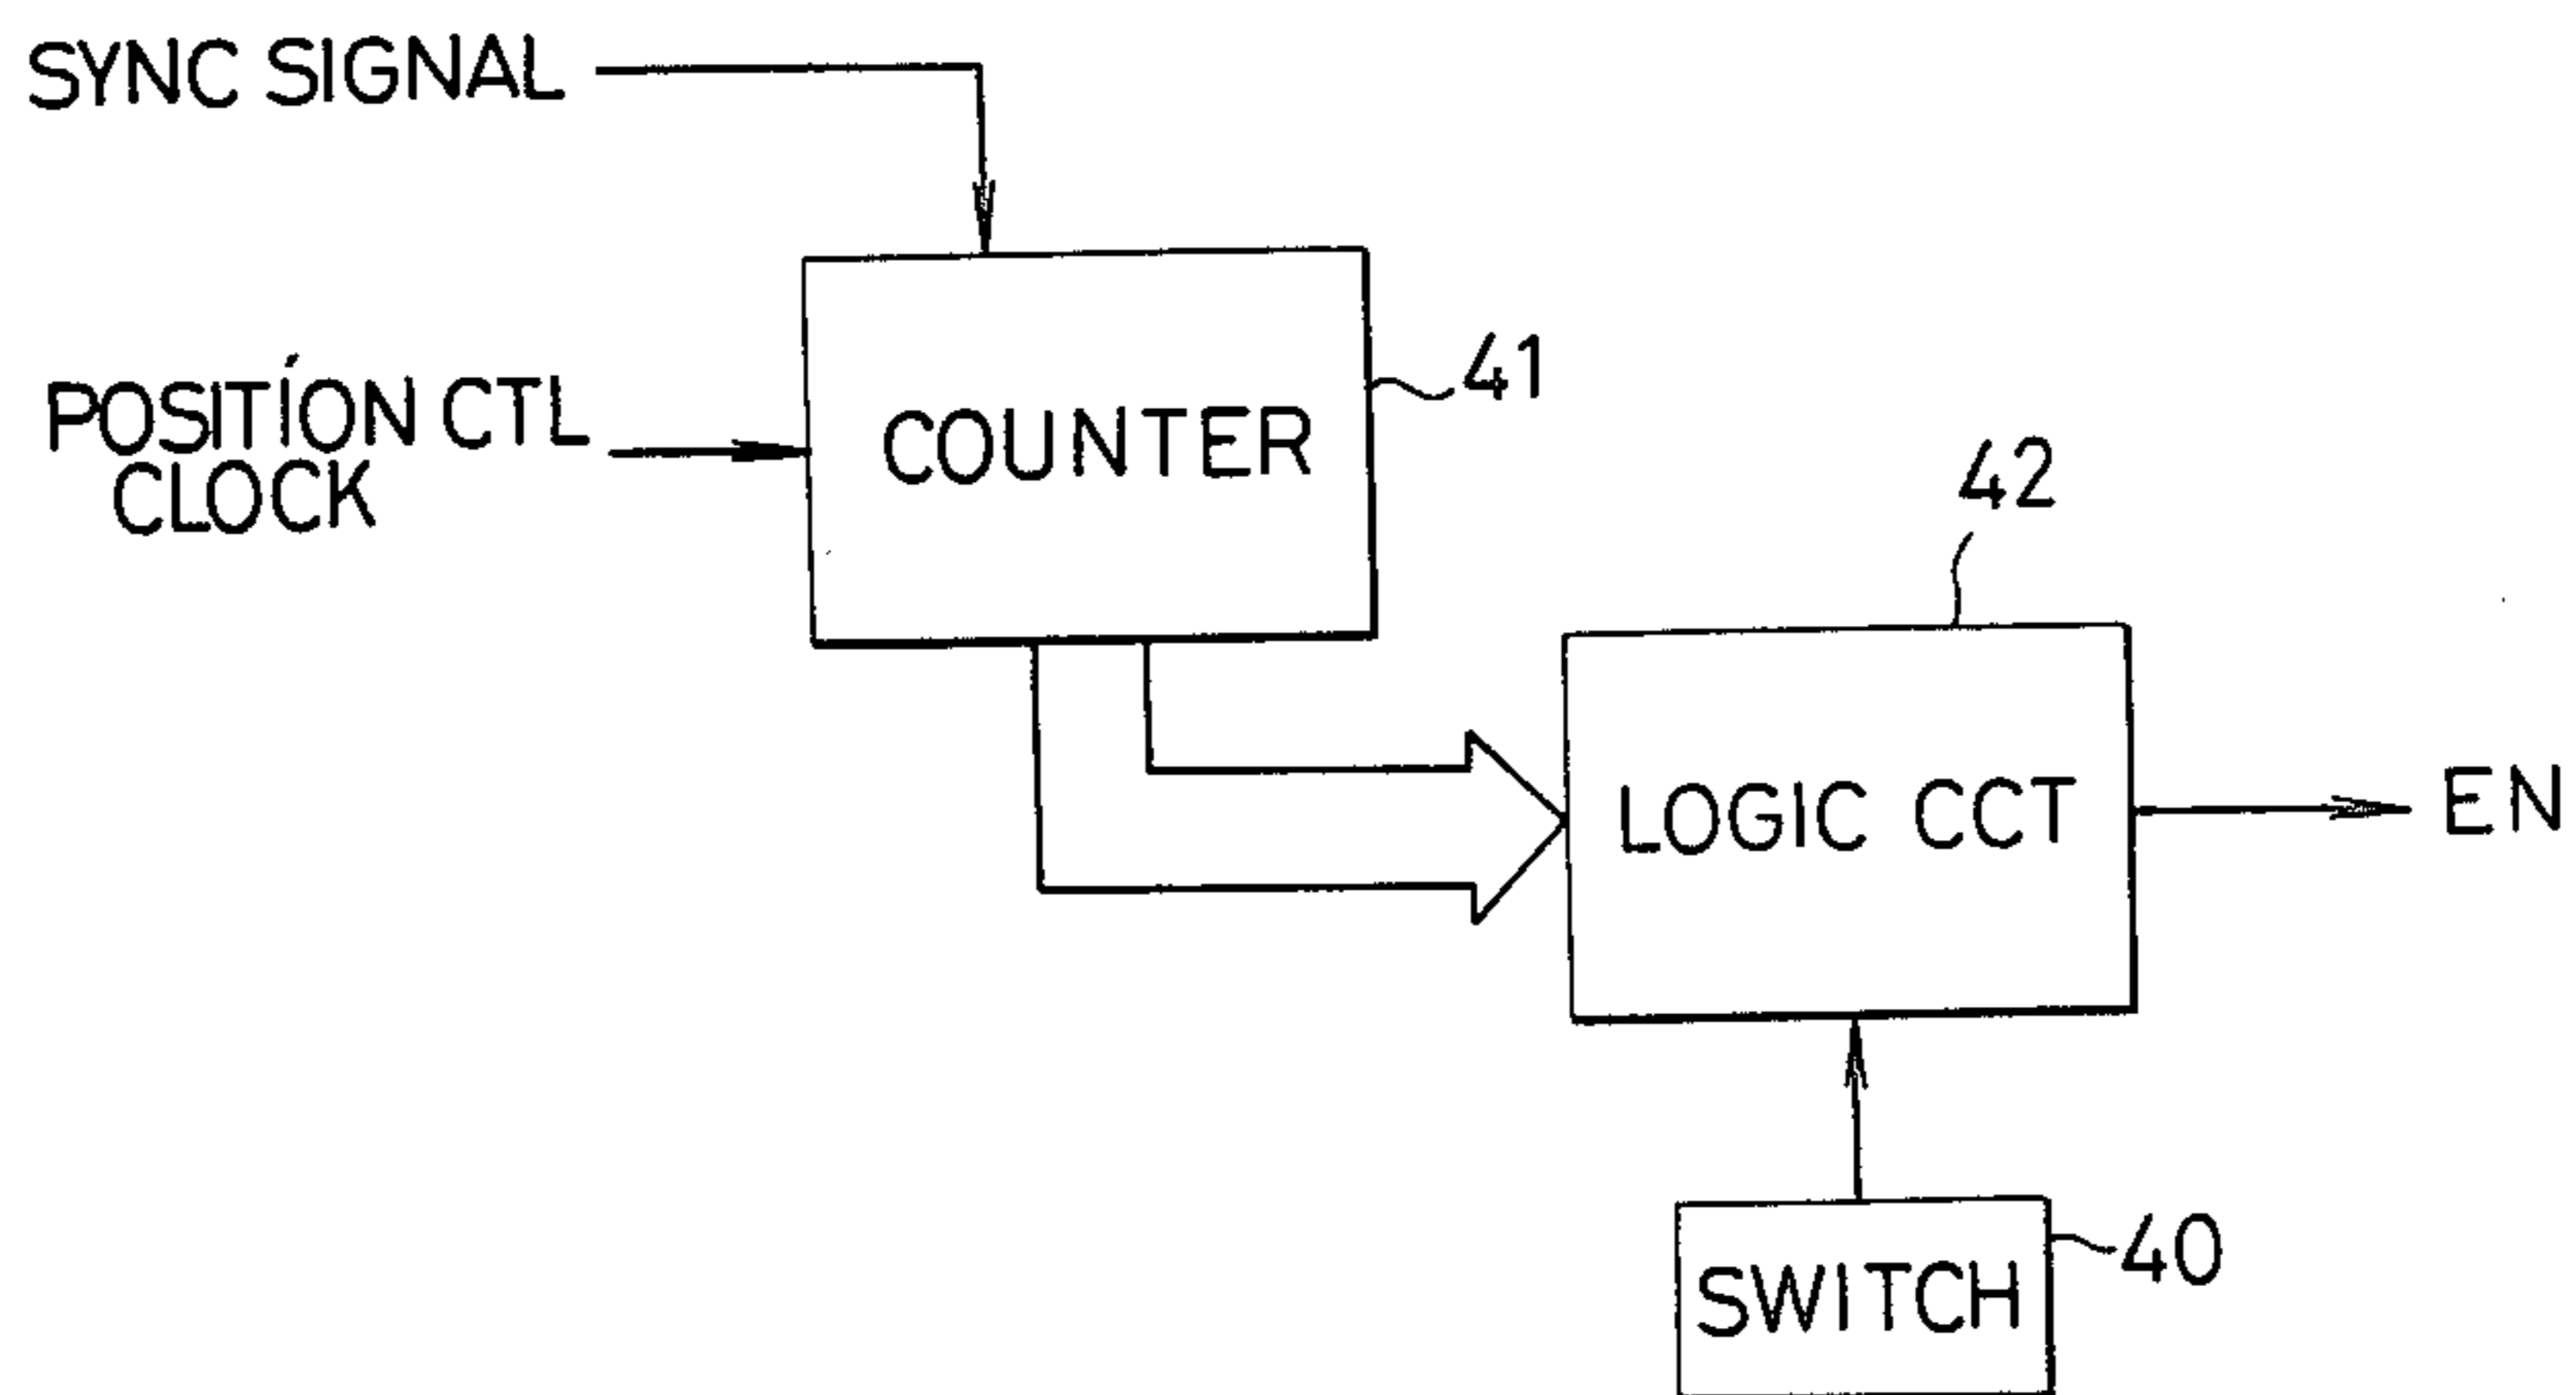 SYNC SIGNAL
POSITION CTL
CLOCK
COUNTER
41
42
LOGIC CCT
EN
SWITCH
40